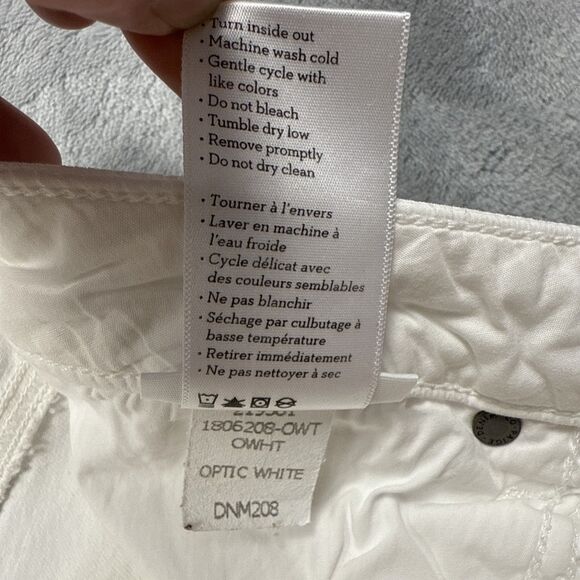 • Turn inside out
• Machine wash cold
• Gentle cycle with
like colors
• Do not bleach
• Tumble dry low
• Remove promptly
• Do not dry clean
• Tourner à l'envers
• Laver en machine à
l'eau froide
• Cycle délicat avec
des couleurs semblables
• Ne pas blanchir
• Séchage par culbutage à
basse température
• Retirer immédiatement
• Ne pas nettoyer à sec
1806208-OWT
OWHT
OPTIC WHITE
DNM208
PAIGE